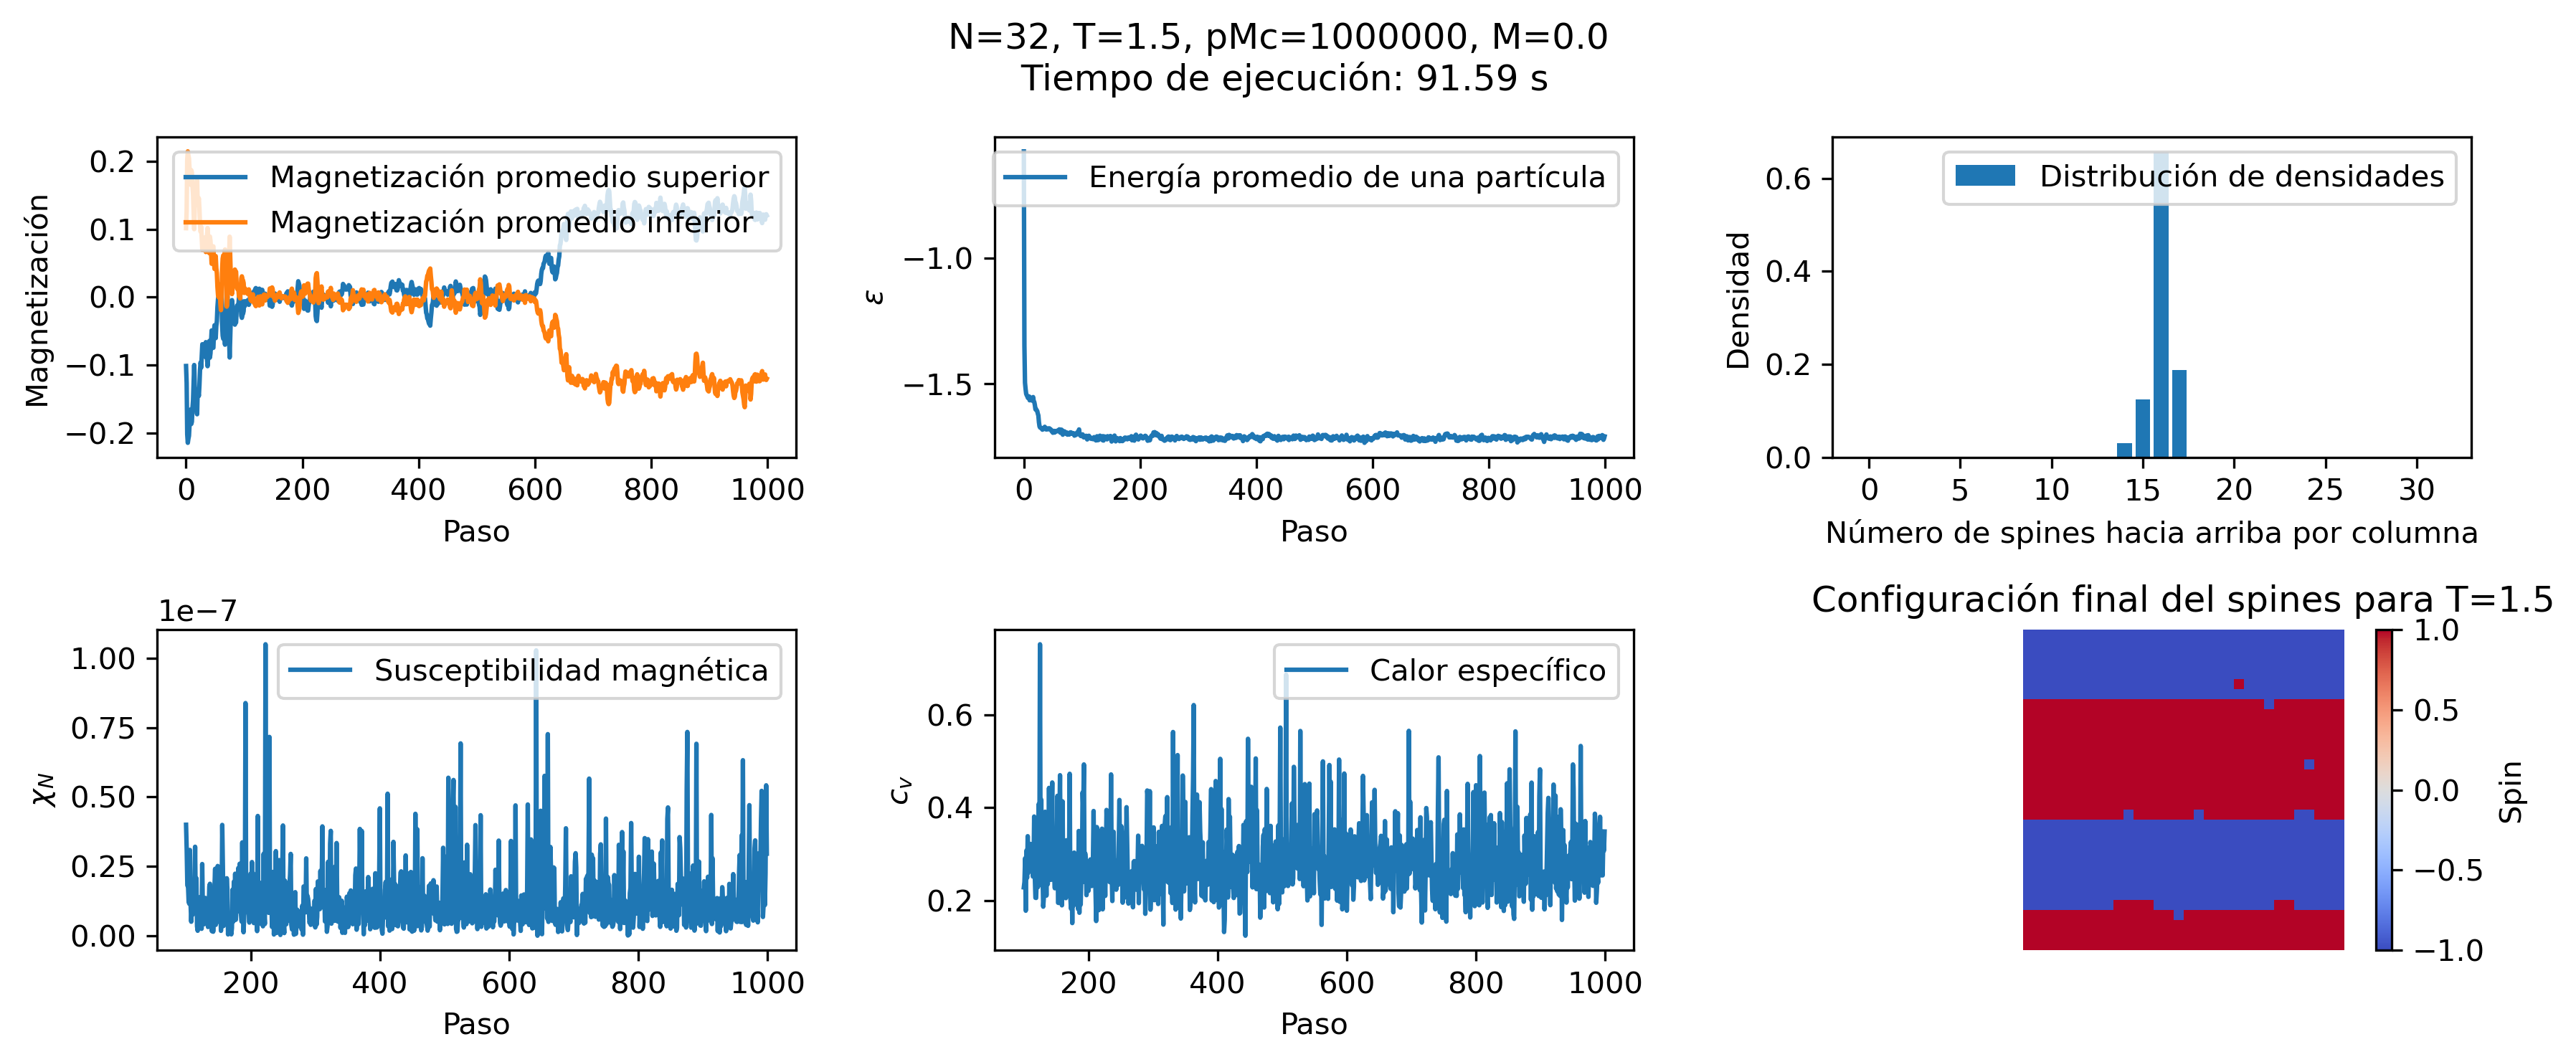 N=32, T=1.5, pMc=1000000, M=0.0
Tiempo de ejecución: 91.59 s
Magnetización
0.2
0.1
0.0
−0.1
−0.2
Magnetización promedio superior
Magnetización promedio inferior
0 200 400 600 800 1000
Paso
ε
−1.0
−1.5
Energía promedio de una partícula
0 200 400 600 800 1000
Paso
Densidad
0.6
0.4
0.2
0.0
Distribución de densidades
0 5 10 15 20 25 30
Número de spines hacia arriba por columna
1e−7
χN
1.00
0.75
0.50
0.25
0.00
Susceptibilidad magnética
200 400 600 800 1000
Paso
cv
0.6
0.4
0.2
Calor específico
200 400 600 800 1000
Paso
Configuración final del spines para T=1.5
1.0
0.5
0.0
−0.5
−1.0
Spin